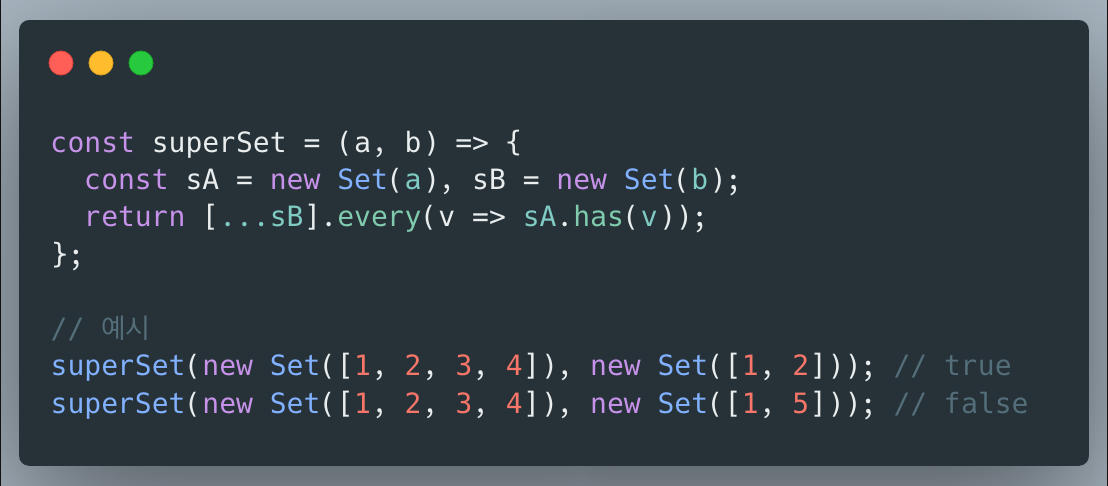 const superSet = (a, b) => {
  const sA = new Set(a), sB = new Set(b);
  return [...sB].every(v => sA.has(v));
};

// 예시
superSet(new Set([1, 2, 3, 4]), new Set([1, 2])); // true
superSet(new Set([1, 2, 3, 4]), new Set([1, 5])); // false